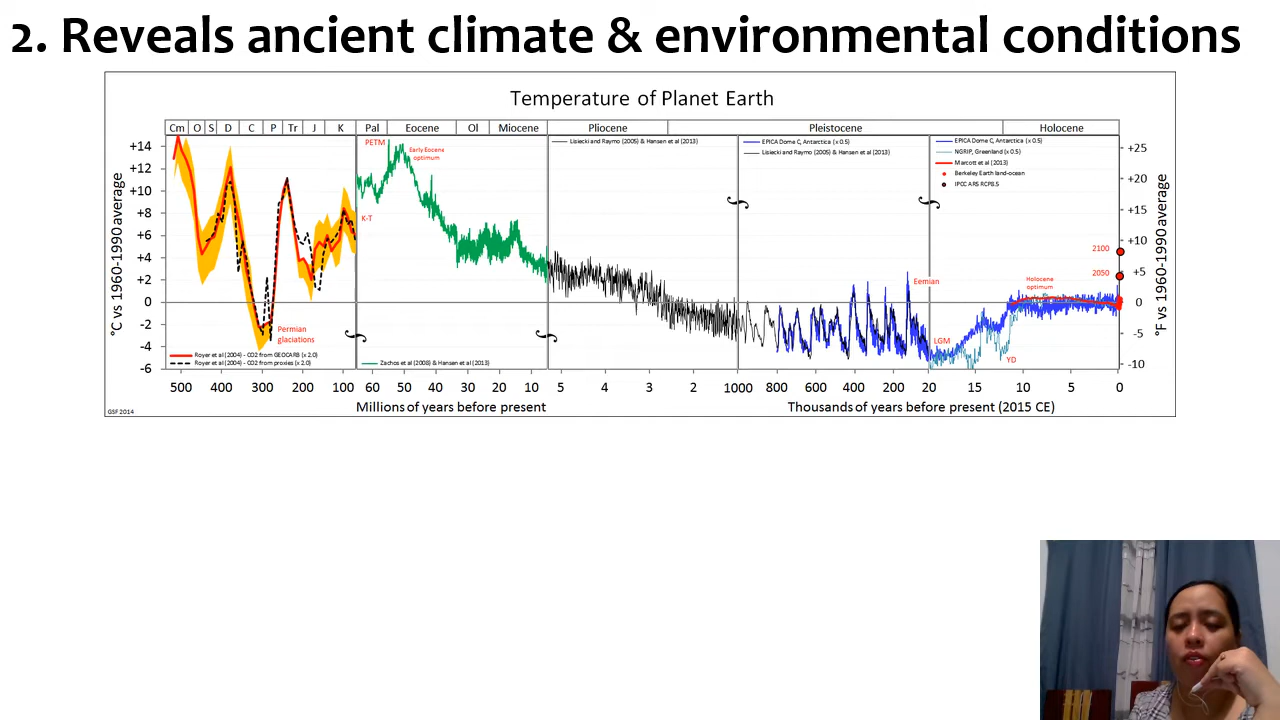 2. Reveals ancient climate & environmental conditions
Temperature of Planet Earth
Cm O S D C P Tr J K Pal Eocene Ol Miocene Pliocene Pleistocene Holocene
°C vs 1960-1990 average
+14
+12
+10
+8
+6
+4
+2
0
-2
-4
-6
PETM
Early Eocene
optimum
K-T
Permian
glaciations
Royer et al (2004) - CO2 from GEOCARB (x 2.0)
Royer et al (2004) - CO2 from proxies (x 2.0)
Zachos et al (2008) & Hansen et al (2013)
Lisiecki and Raymo (2005) & Hansen et al (2013)
EPICA Dome C, Antarctica (x 0.5)
Lisiecki and Raymo (2005) & Hansen et al (2013)
EPICA Dome C, Antarctica (x 0.5)
NGRIP, Greenland (x 0.5)
Marcott et al (2013)
Berkeley Earth land-ocean
IPCC AR5 RCP8.5
Eemian
LGM
YD
Holocene
optimum
2100
2050
+25
+20
+15
+10
+5
0
-5
-10
°F vs 1960-1990 average
500 400 300 200 100 60 50 40 30 20 10 5 4 3 2 1000 800 600 400 200 20 15 10 5 0
Millions of years before present
Thousands of years before present (2015 CE)
GSF 2014